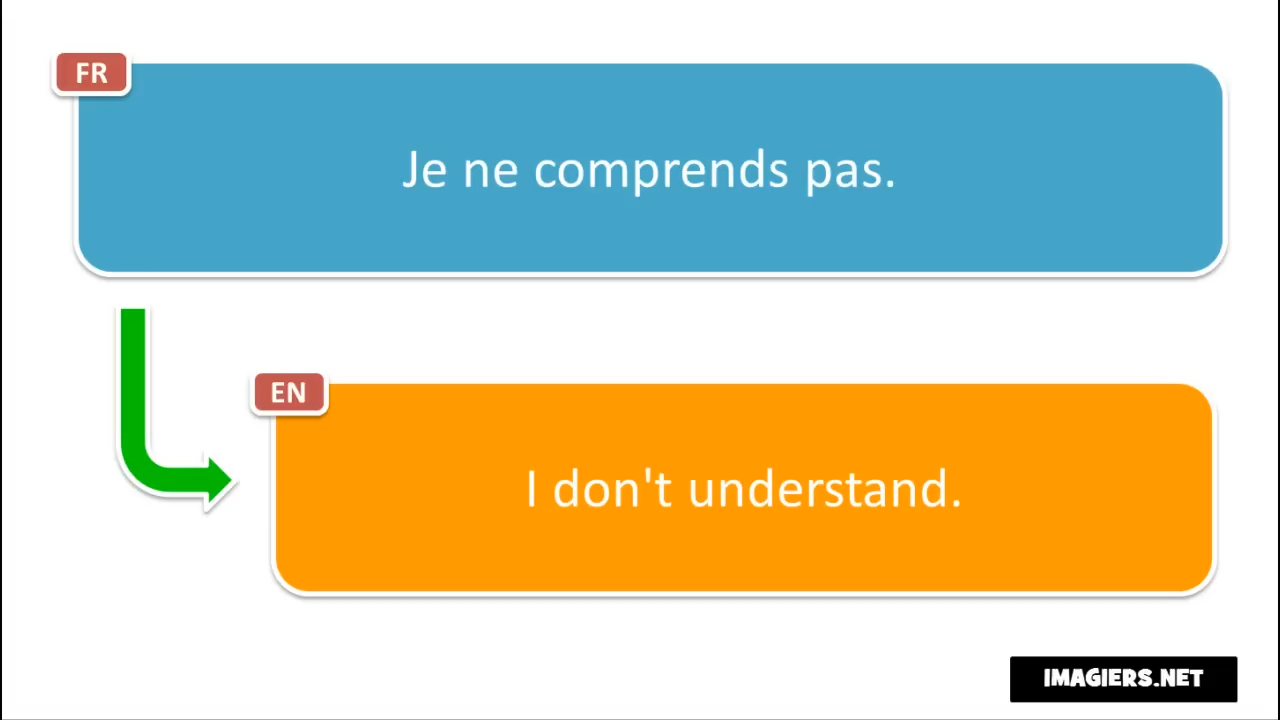 FR
Je ne comprends pas.
EN
I don't understand.
IMAGIERS.NET